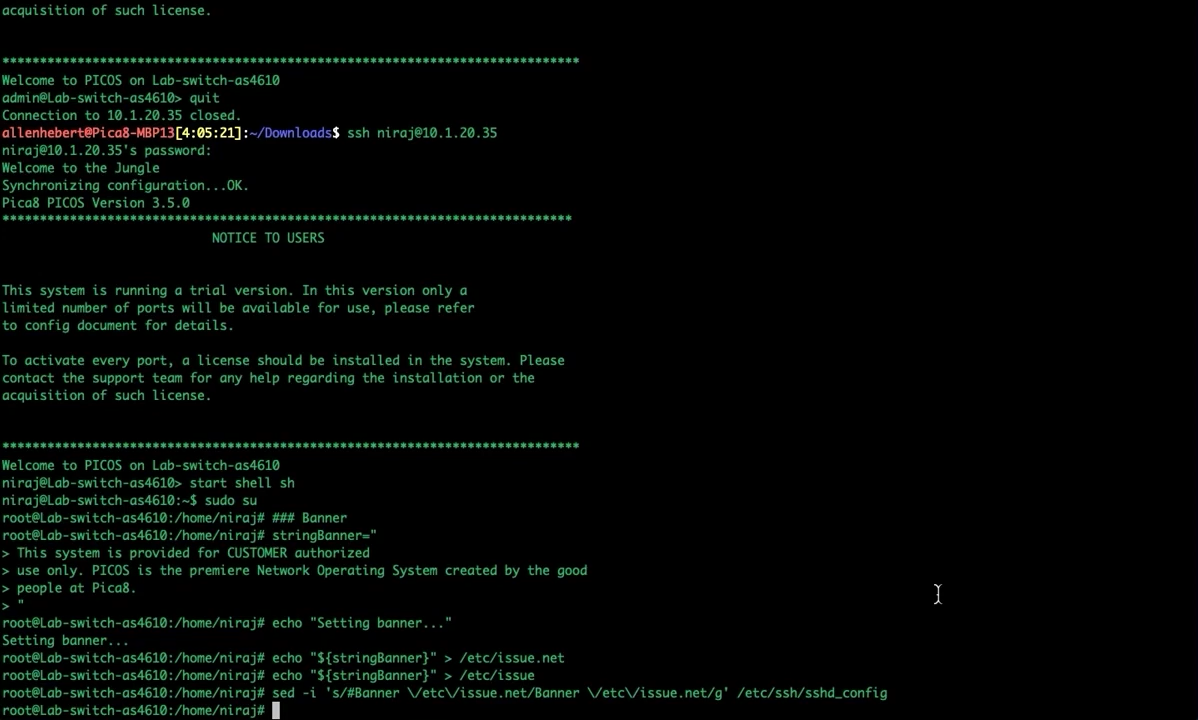 acquisition of such license.
*****************************************************************************
Welcome to PICOS on Lab-switch-as4610
admin@Lab-switch-as4610> quit
Connection to 10.1.20.35 closed.
allenhebert@Pica8-MBP13[4:05:21]:~/Downloads$ ssh niraj@10.1.20.35
niraj@10.1.20.35's password:
Welcome to the Jungle
Synchronizing configuration...OK.
Pica8 PICOS Version 3.5.0
****************************************************************************
NOTICE TO USERS
This system is running a trial version. In this version only a
limited number of ports will be available for use, please refer
to config document for details.
To activate every port, a license should be installed in the system. Please
contact the support team for any help regarding the installation or the
acquisition of such license.
*****************************************************************************
Welcome to PICOS on Lab-switch-as4610
niraj@Lab-switch-as4610> start shell sh
niraj@Lab-switch-as4610:~$ sudo su
root@Lab-switch-as4610:/home/niraj# ### Banner
root@Lab-switch-as4610:/home/niraj# stringBanner="
> This system is provided for CUSTOMER authorized
> use only. PICOS is the premiere Network Operating System created by the good
> people at Pica8.
> "
root@Lab-switch-as4610:/home/niraj# echo "Setting banner..."
Setting banner...
root@Lab-switch-as4610:/home/niraj# echo "${stringBanner}" > /etc/issue.net
root@Lab-switch-as4610:/home/niraj# echo "${stringBanner}" > /etc/issue
root@Lab-switch-as4610:/home/niraj# sed -i 's/#Banner \/etc\/issue.net/Banner \/etc\/issue.net/g' /etc/ssh/sshd_config
root@Lab-switch-as4610:/home/niraj#